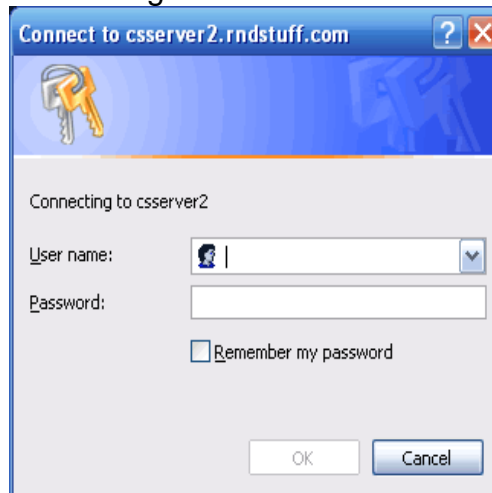 Connect to csserver2.rndstuff.com
Connecting to csserver2
User name:
Password:
Remember my password
OK
Cancel